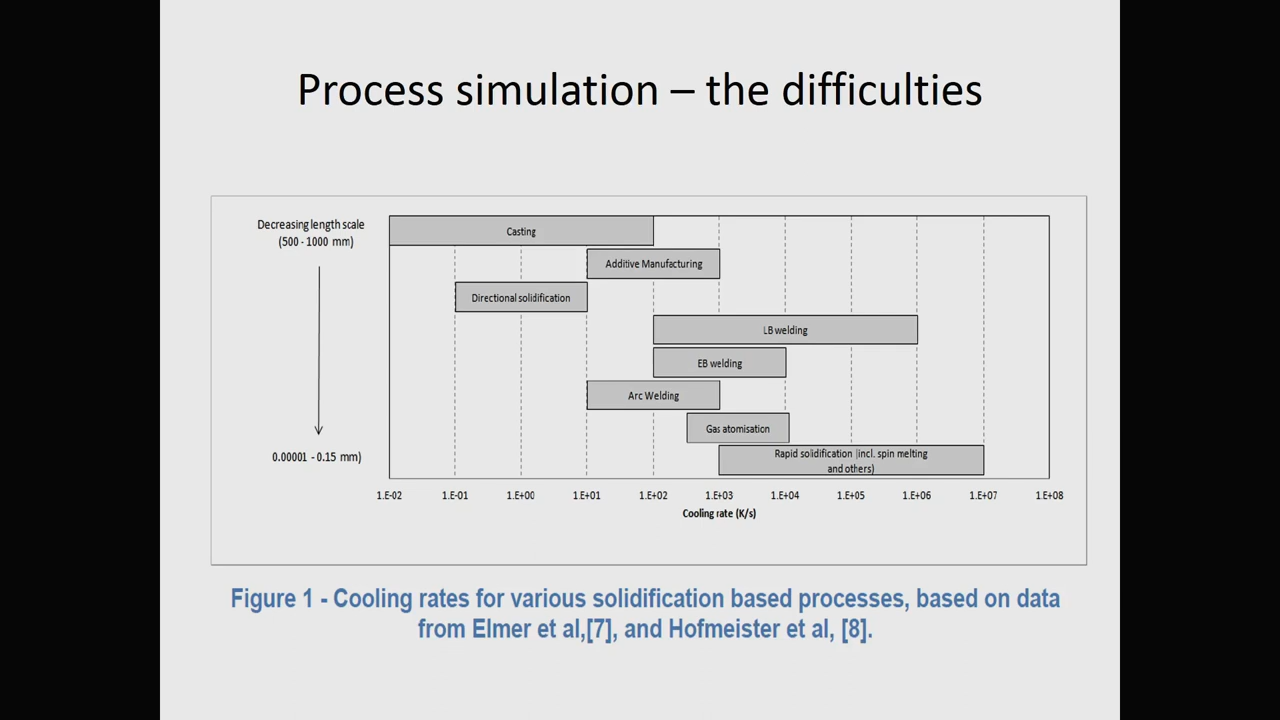 Process simulation – the difficulties
Decreasing length scale
(500 - 1000 mm)
Casting
Additive Manufacturing
Directional solidification
LB welding
EB welding
Arc Welding
Gas atomisation
Rapid solidification (incl. spin melting
and others)
0.00001 - 0.15 mm)
1.E-02 1.E-01 1.E+00 1.E+01 1.E+02 1.E+03 1.E+04 1.E+05 1.E+06 1.E+07 1.E+08
Cooling rate (K/s)
Figure 1 - Cooling rates for various solidification based processes, based on data
from Elmer et al,[7], and Hofmeister et al, [8].